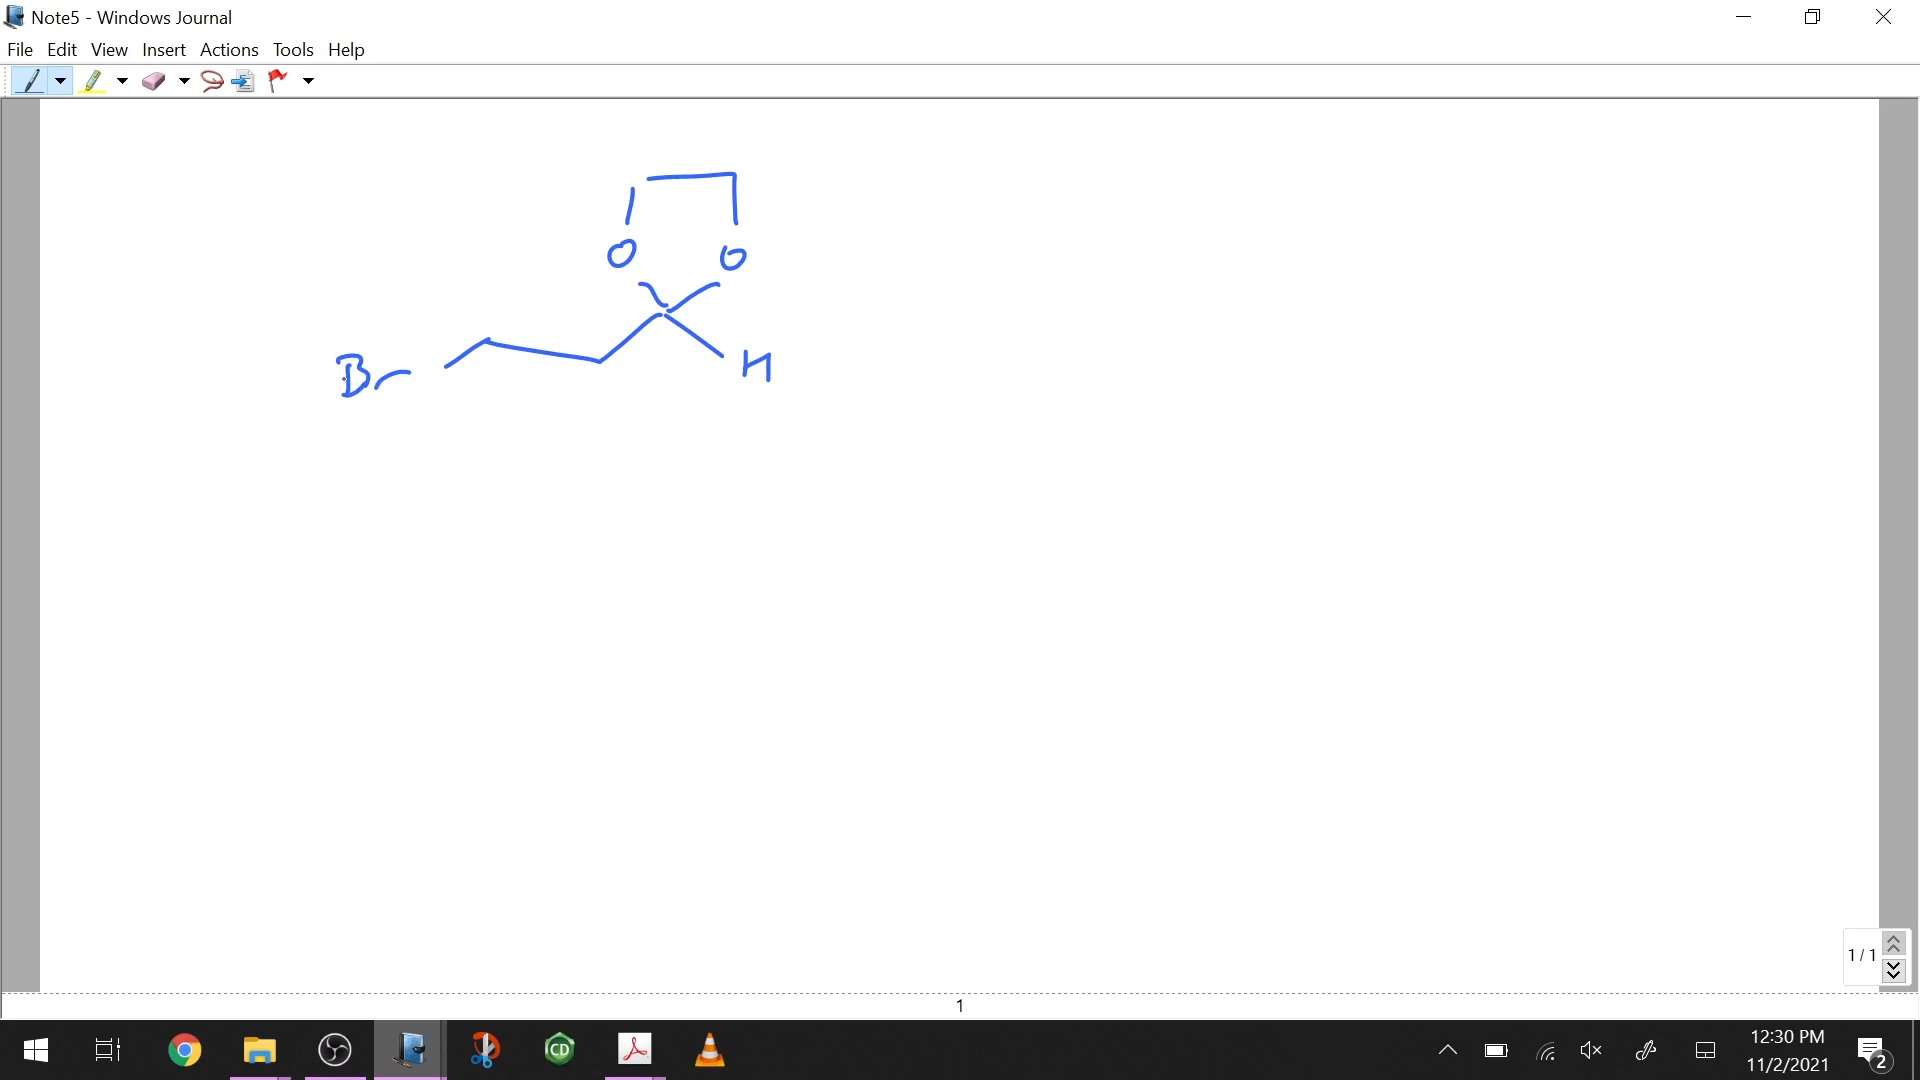 Note5 - Windows Journal
File Edit View Insert Actions Tools Help
O O
Br H
1 / 1
1
CD
12:30 PM
11/2/2021
2